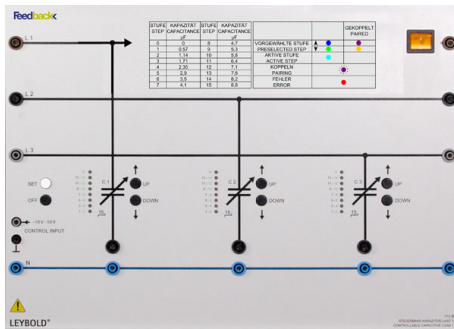 Feedback
STUFE KAPAZITÄT STUFE KAPAZITÄT
STEP CAPACITANCE STEP CAPACITANCE
µF µF
0 0 8 4,7
1 0,57 9 5,3
2 1,14 10 5,8
3 1,71 11 6,4
4 2,30 12 7,1
5 2,9 13 7,6
6 3,5 14 8,2
7 4,1 15 8,8
GEKOPPELT
PAIRED
VORGEWÄHLTE STUFE
PRESELECTED STEP
AKTIVE STUFE
ACTIVE STEP
KOPPELN
PAIRING
FEHLER
ERROR
L 1
L 2
L 3
SET
OFF
CONTROL INPUT
N
C 1
UP
DOWN
15
C 2
UP
DOWN
15
C 3
UP
DOWN
15
LEYBOLD®